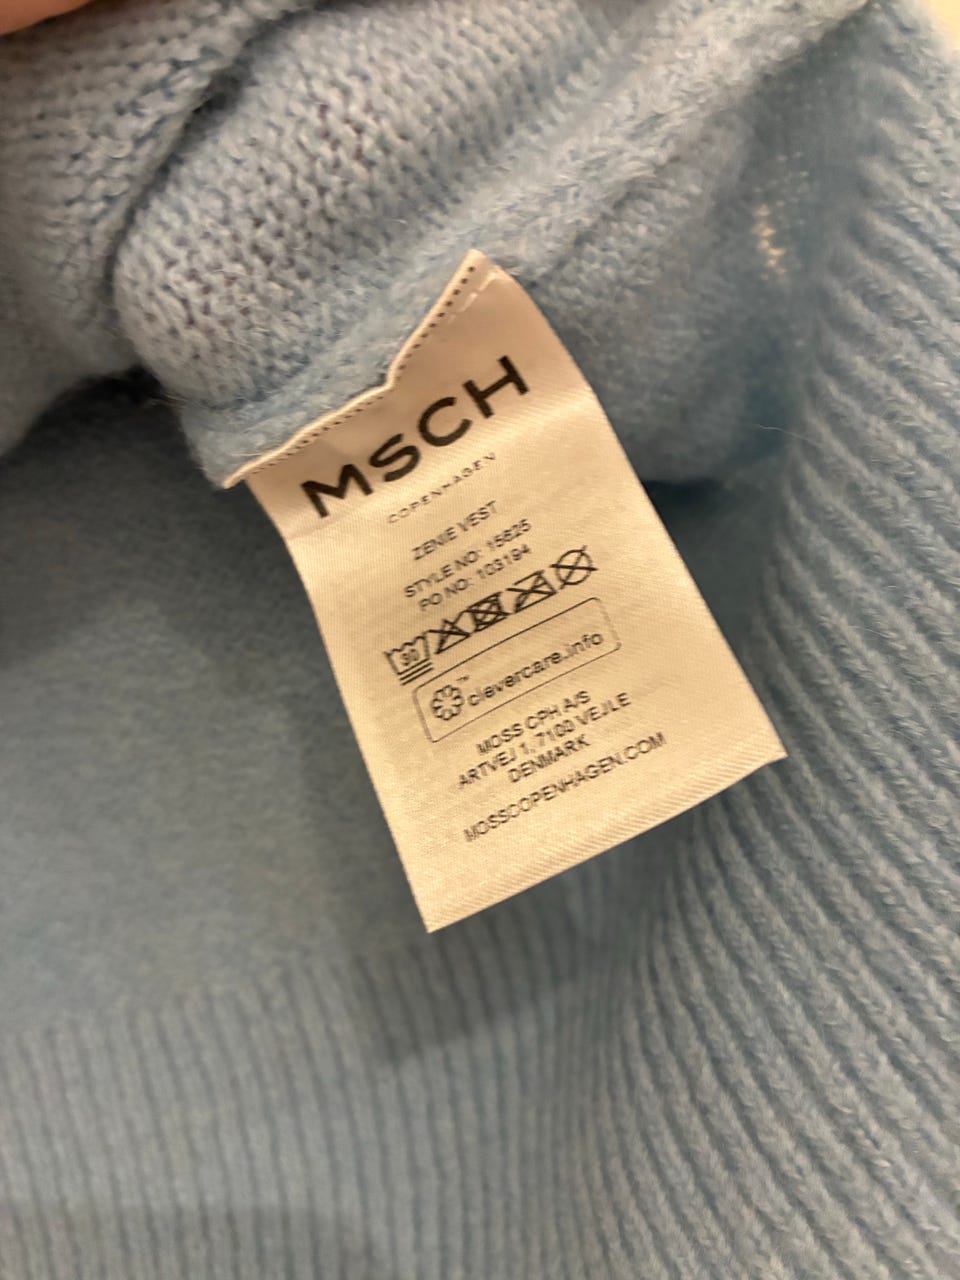 MSCH
COPENHAGEN
ZENIE VEST
STYLE NO: 15625
PO NO: 103194
30
™ clevercare.info
MOSS CPH A/S
ARTVEJ 1, 7100 VEJLE
DENMARK
MOSSCOPENHAGEN.COM